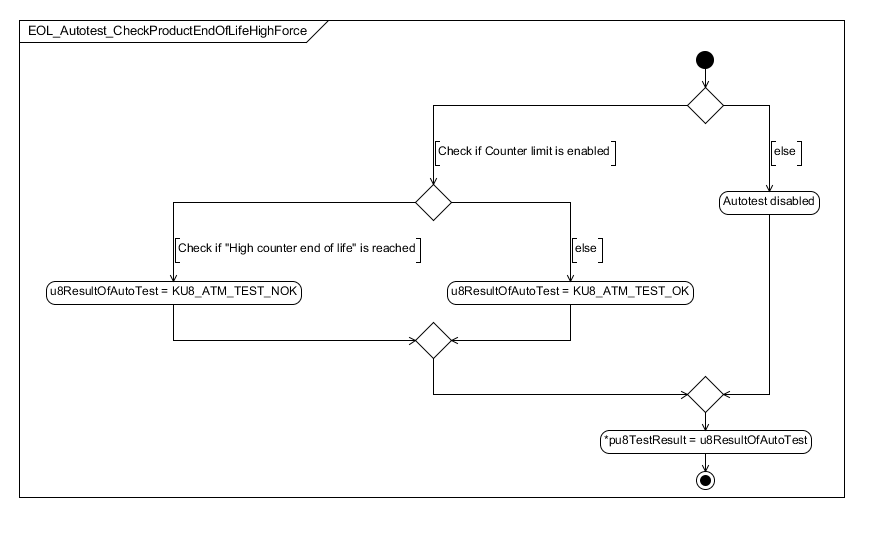 EOL_Autotest_CheckProductEndOfLifeHighForce
[Check if Counter limit is enabled]
[else]
Autotest disabled
[Check if "High counter end of life" is reached]
[else]
u8ResultOfAutoTest = KU8_ATM_TEST_NOK
u8ResultOfAutoTest = KU8_ATM_TEST_OK
*pu8TestResult = u8ResultOfAutoTest